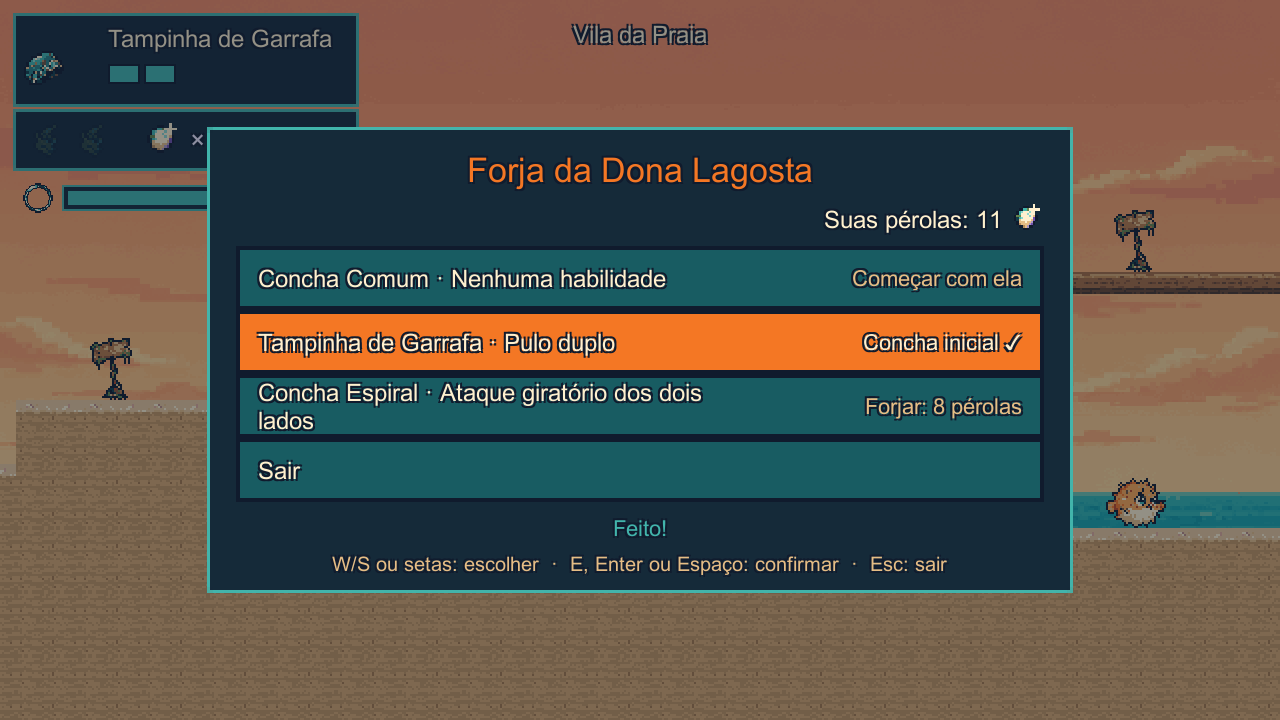 Tampinha de Garrafa
Vila da Praia
×
Forja da Dona Lagosta
Suas pérolas: 11
Concha Comum · Nenhuma habilidade
Começar com ela
Tampinha de Garrafa · Pulo duplo
Concha inicial ✓
Concha Espiral · Ataque giratório dos dois
lados
Forjar: 8 pérolas
Sair
Feito!
W/S ou setas: escolher · E, Enter ou Espaço: confirmar · Esc: sair